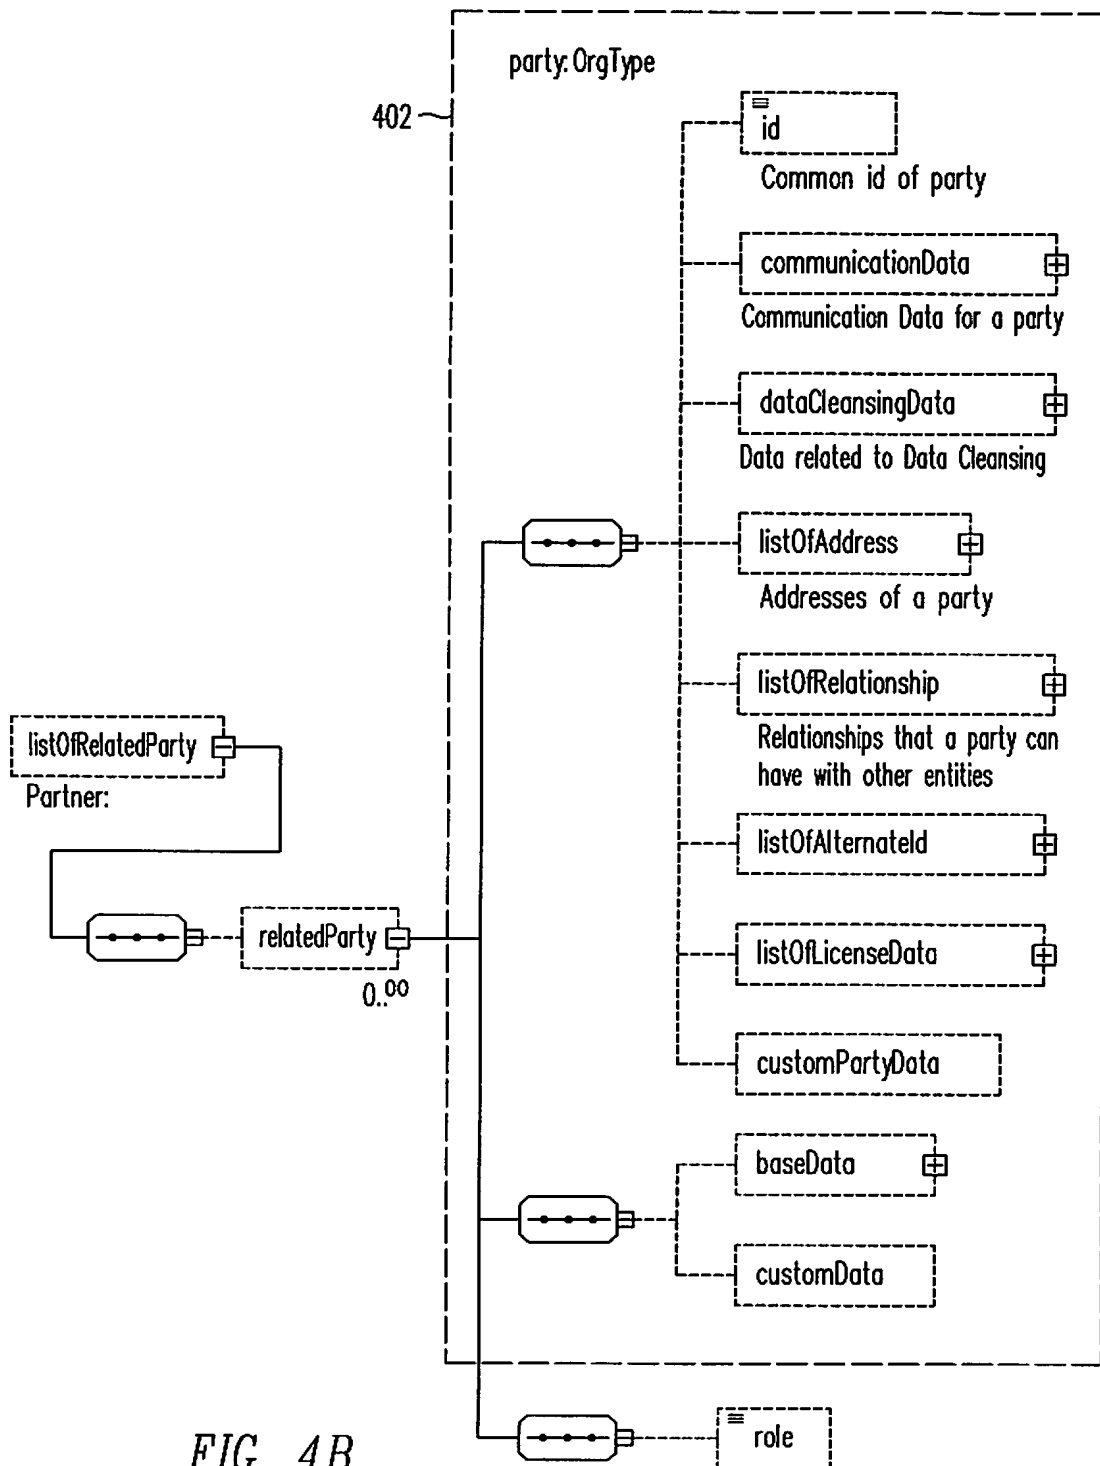 party:OrgType
402
id
Common id of party
communicationData
Communication Data for a party
dataCleansingData
Data related to Data Cleansing
listOfAddress
Addresses of a party
listOfRelationship
Relationships that a party can
have with other entities
listOfRelatedParty
Partner:
listOfAlternateId
relatedParty
0..∞
listOfLicenseData
customPartyData
baseData
customData
role
FIG. 4B